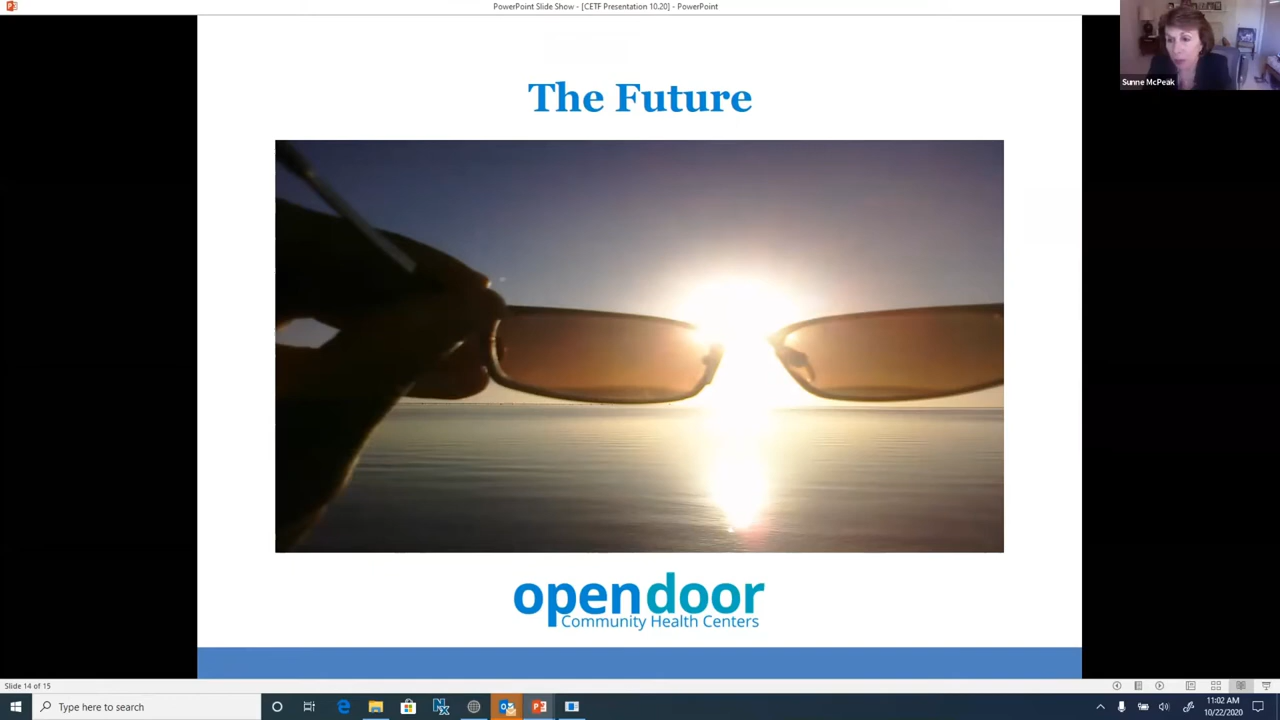 PowerPoint Slide Show - [CETF Presentation 10.20] - PowerPoint
Sunne McPeak
The Future
opendoor
Community Health Centers
Slide 14 of 15
Type here to search
11:02 AM
10/22/2020